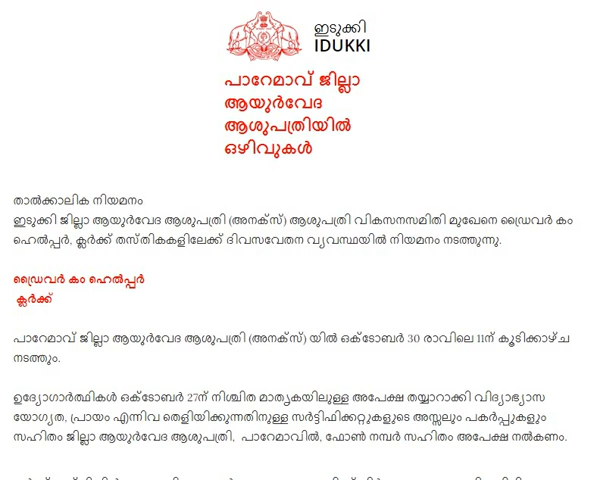 ഇടുക്കി
IDUKKI
പാറേമാവ് ജില്ലാ
ആയുർവേദ
ആശുപത്രിയിൽ
ഒഴിവുകൾ
താൽക്കാലിക നിയമനം
ഇടുക്കി ജില്ലാ ആയുർവേദ ആശുപത്രി (അനക്സ്) ആശുപത്രി വികസനസമിതി മുഖേനെ ഡ്രൈവർ കം
ഹെൽപ്പർ, ക്ലർക്ക് തസ്തികകളിലേക്ക് ദിവസവേതന വ്യവസ്ഥയിൽ നിയമനം നടത്തുന്നു.
ഡ്രൈവർ കം ഹെൽപ്പർ
ക്ലർക്ക്
പാറേമാവ് ജില്ലാ ആയുർവേദ ആശുപത്രി (അനക്സ്) യിൽ ഒക്ടോബർ 30 രാവിലെ 11ന് കൂടിക്കാഴ്ച
നടത്തും.
ഉദ്യോഗാർത്ഥികൾ ഒക്ടോബർ 27ന് നിശ്ചിത മാതൃകയിലുള്ള അപേക്ഷ തയ്യാറാക്കി വിദ്യാഭ്യാസ
യോഗ്യത, പ്രായം എന്നിവ തെളിയിക്കുന്നതിനുള്ള സർട്ടിഫിക്കറ്റുകളുടെ അസ്സലും പകർപ്പുകളും
സഹിതം ജില്ലാ ആയുർവേദ ആശുപത്രി, പാറേമാവിൽ, ഫോൺ നമ്പർ സഹിതം അപേക്ഷ നൽകണം.